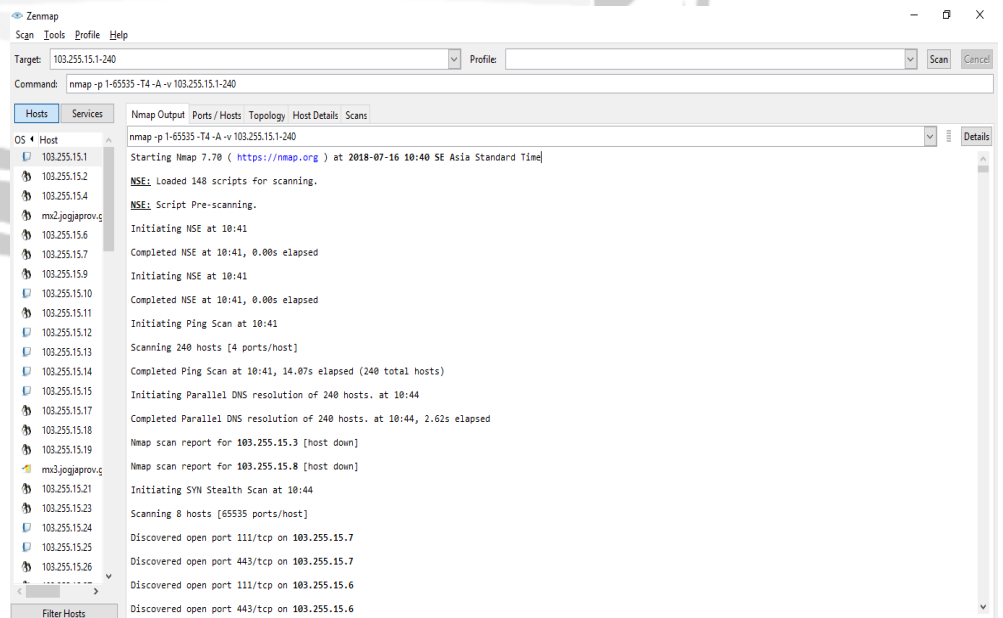 Zenmap
Scan Tools Profile Help
Target: 103.255.15.1-240 Profile: Scan Cancel
Command: nmap -p 1-65535 -T4 -A -v 103.255.15.1-240
Hosts Services
Nmap Output Ports / Hosts Topology Host Details Scans
OS Host
nmap -p 1-65535 -T4 -A -v 103.255.15.1-240 Details
103.255.15.1
103.255.15.2
103.255.15.4
mx2.jogjaprov.g
103.255.15.6
103.255.15.7
103.255.15.9
103.255.15.10
103.255.15.11
103.255.15.12
103.255.15.13
103.255.15.14
103.255.15.15
103.255.15.17
103.255.15.18
103.255.15.19
mx3.jogjaprov.g
103.255.15.21
103.255.15.23
103.255.15.24
103.255.15.25
103.255.15.26
Filter Hosts
Starting Nmap 7.70 ( https://nmap.org ) at 2018-07-16 10:40 SE Asia Standard Time
NSE: Loaded 148 scripts for scanning.
NSE: Script Pre-scanning.
Initiating NSE at 10:41
Completed NSE at 10:41, 0.00s elapsed
Initiating NSE at 10:41
Completed NSE at 10:41, 0.00s elapsed
Initiating Ping Scan at 10:41
Scanning 240 hosts [4 ports/host]
Completed Ping Scan at 10:41, 14.07s elapsed (240 total hosts)
Initiating Parallel DNS resolution of 240 hosts. at 10:44
Completed Parallel DNS resolution of 240 hosts. at 10:44, 2.62s elapsed
Nmap scan report for 103.255.15.3 [host down]
Nmap scan report for 103.255.15.8 [host down]
Initiating SYN Stealth Scan at 10:44
Scanning 8 hosts [65535 ports/host]
Discovered open port 111/tcp on 103.255.15.7
Discovered open port 443/tcp on 103.255.15.7
Discovered open port 111/tcp on 103.255.15.6
Discovered open port 443/tcp on 103.255.15.6